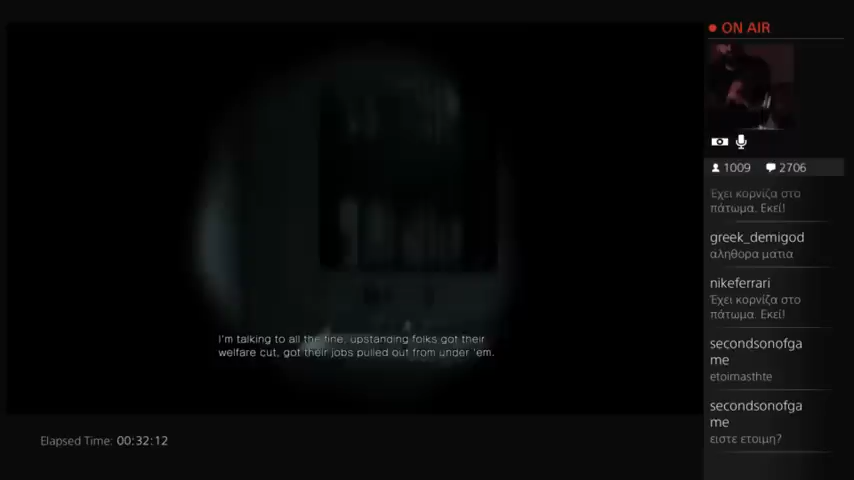 ON AIR
1009 2706
Έχει κορνίζα στο
πάτωμα. Εκεί!
greek_demigod
αληθορα ματια
nikeferrari
Έχει κορνίζα στο
πάτωμα. Εκεί!
secondsonofga
me
etoimasthte
secondsonofga
me
ειστε ετοιμη?
I'm talking to all the fine, upstanding folks got their
welfare cut, got their jobs pulled out from under 'em.
Elapsed Time: 00:32:12